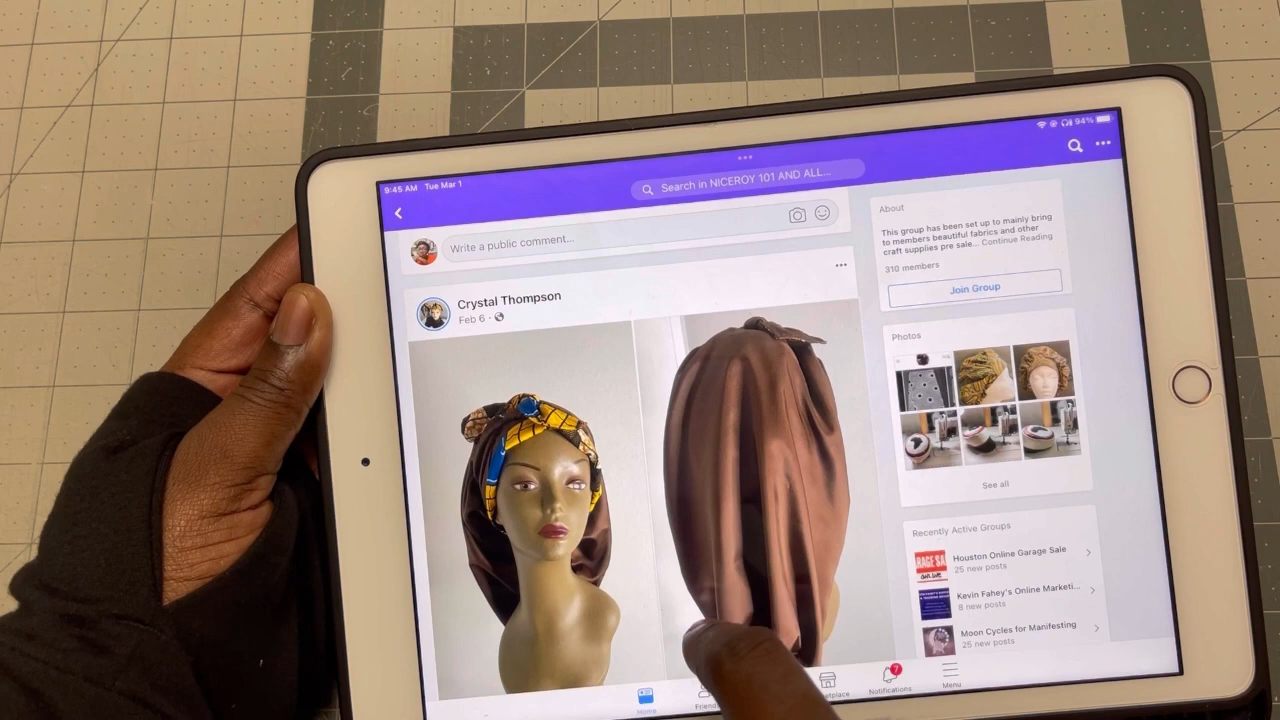 9:45 AM Tue Mar 1
94%
Search in NICEROY 101 AND ALL...
Write a public comment...
Crystal Thompson
Feb 6 ·
About
This group has been set up to mainly bring
to members beautiful fabrics and other
craft supplies pre sale... Continue Reading
310 members
Join Group
Photos
See all
Recently Active Groups
Houston Online Garage Sale
25 new posts
Kevin Fahey's Online Marketi...
8 new posts
Moon Cycles for Manifesting
25 new posts
Home
Friends
7
Notifications
Menu